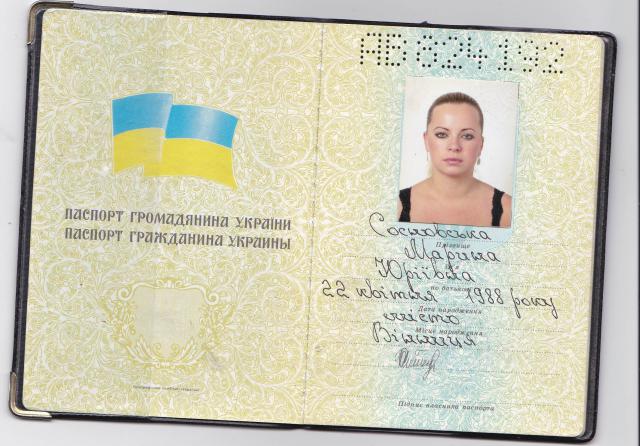 ПАСПОРТ ГРОМАДЯНИНА УКРАЇНИ
ПАСПОРТ ГРАЖДАНИНА УКРАИНЫ
АВ 824192
Сосновська
Прізвище
Марина
Юріївна
по батькові
22 квітня 1988 року
Дата народження
місто
Місце народження
Вінниця
Підпис власника паспорта